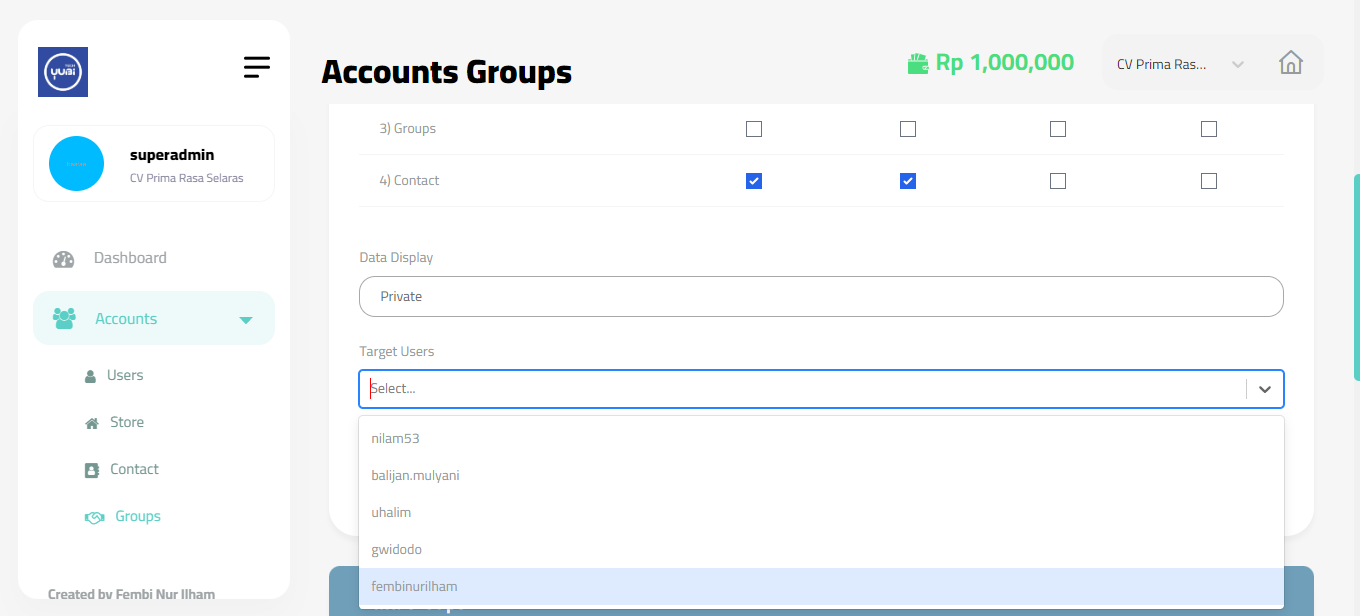 YUMI
Accounts Groups
Rp 1,000,000
CV Prima Ras...
superadmin
CV Prima Rasa Selaras
Dashboard
Accounts
Users
Store
Contact
Groups
Created by Fembi Nur Ilham
3) Groups
4) Contact
Data Display
Private
Target Users
Select...
nilam53
balijan.mulyani
uhalim
gwidodo
fembinurilham